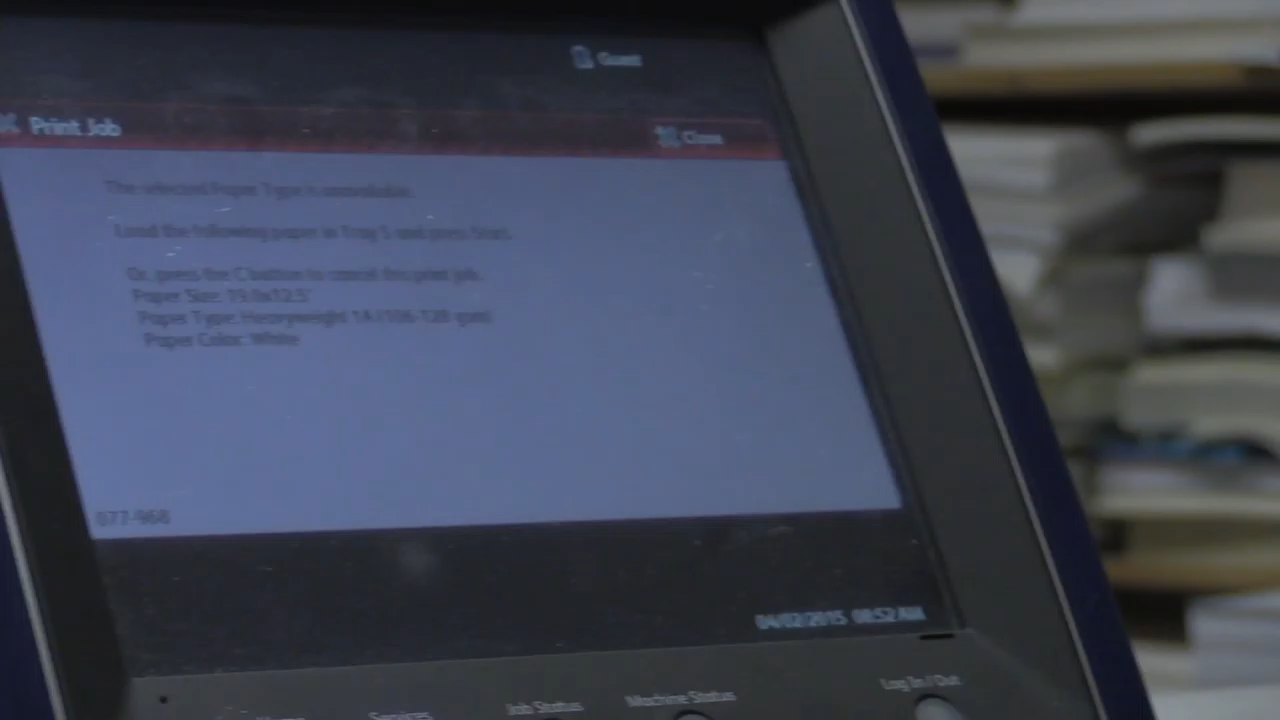 Guest
Print Job
Close
The selected Paper Type is unavailable.
Load the following paper in Tray 5 and press Start.
Or, press the C button to cancel this print job.
Paper Size: 19.0x12.5"
Paper Type: Heavyweight 1A (106-128 gsm)
Paper Color: White
077-968
04/02/2015 08:52 AM
Services
Job Status
Machine Status
Log In / Out